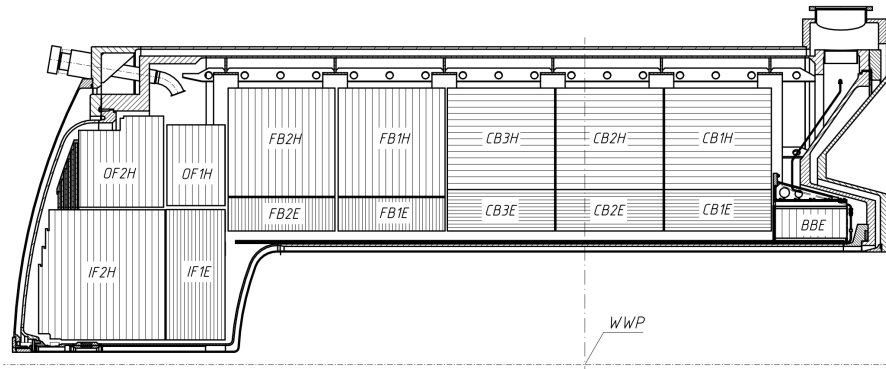 FB2H FB1H CB3H CB2H CB1H
OF2H OF1H
FB2E FB1E CB3E CB2E CB1E
BBE
IF2H IF1E
WWP